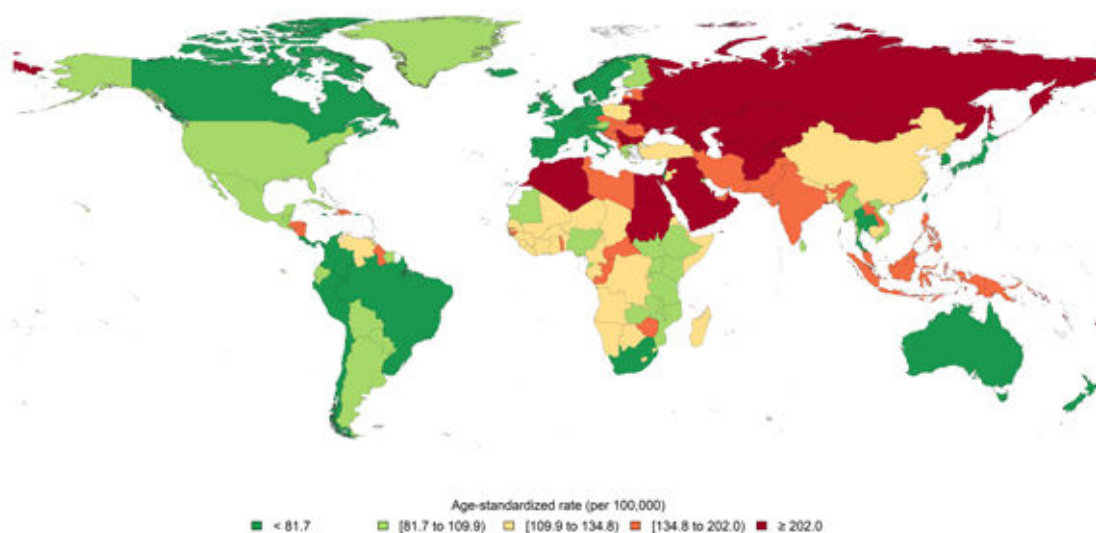 Age-standardized rate (per 100,000)
< 81.7 [81.7 to 109.9) [109.9 to 134.8) [134.8 to 202.0) ≥ 202.0